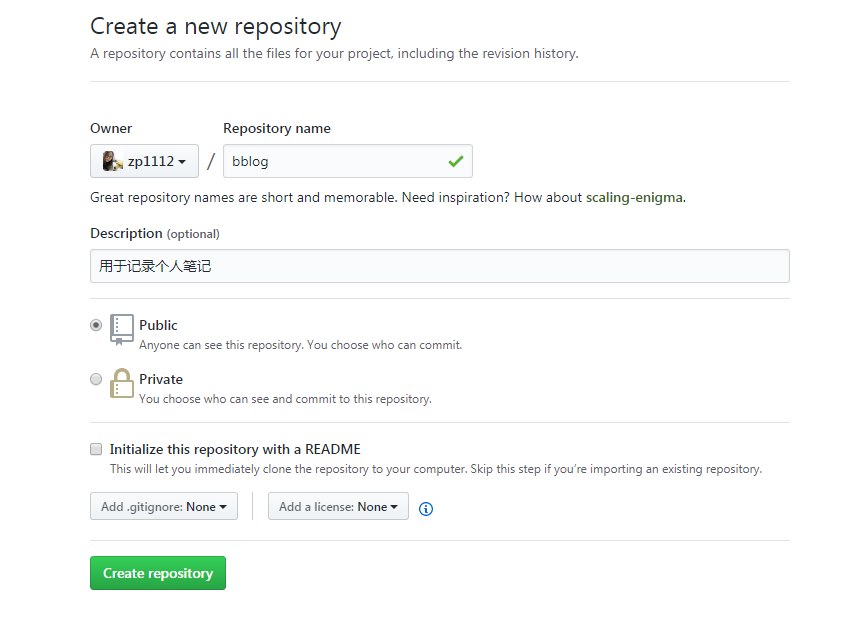 Create a new repository
A repository contains all the files for your project, including the revision history.
Owner Repository name
zp1112 / bblog
Great repository names are short and memorable. Need inspiration? How about scaling-enigma.
Description (optional)
用于记录个人笔记
Public
Anyone can see this repository. You choose who can commit.
Private
You choose who can see and commit to this repository.
Initialize this repository with a README
This will let you immediately clone the repository to your computer. Skip this step if you’re importing an existing repository.
Add .gitignore: None Add a license: None
Create repository